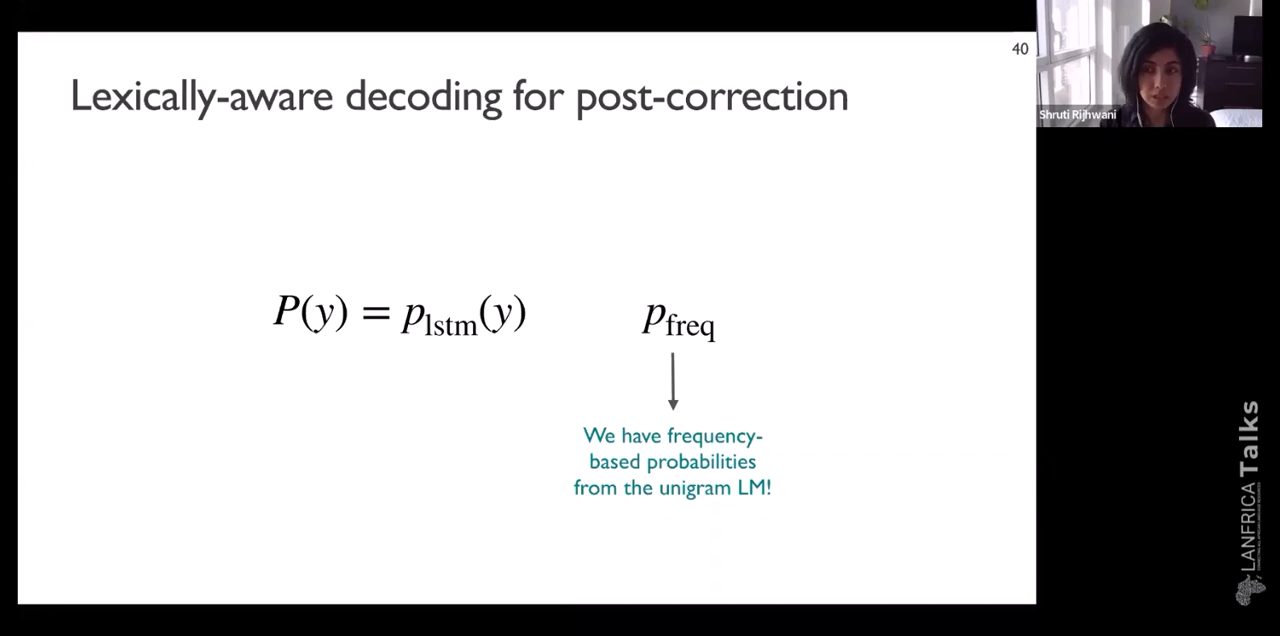 40
Lexically-aware decoding for post-correction
Shruti Rijhwani
P(y) = p_lstm(y) p_freq
We have frequency-
based probabilities
from the unigram LM!
LANFRICA Talks